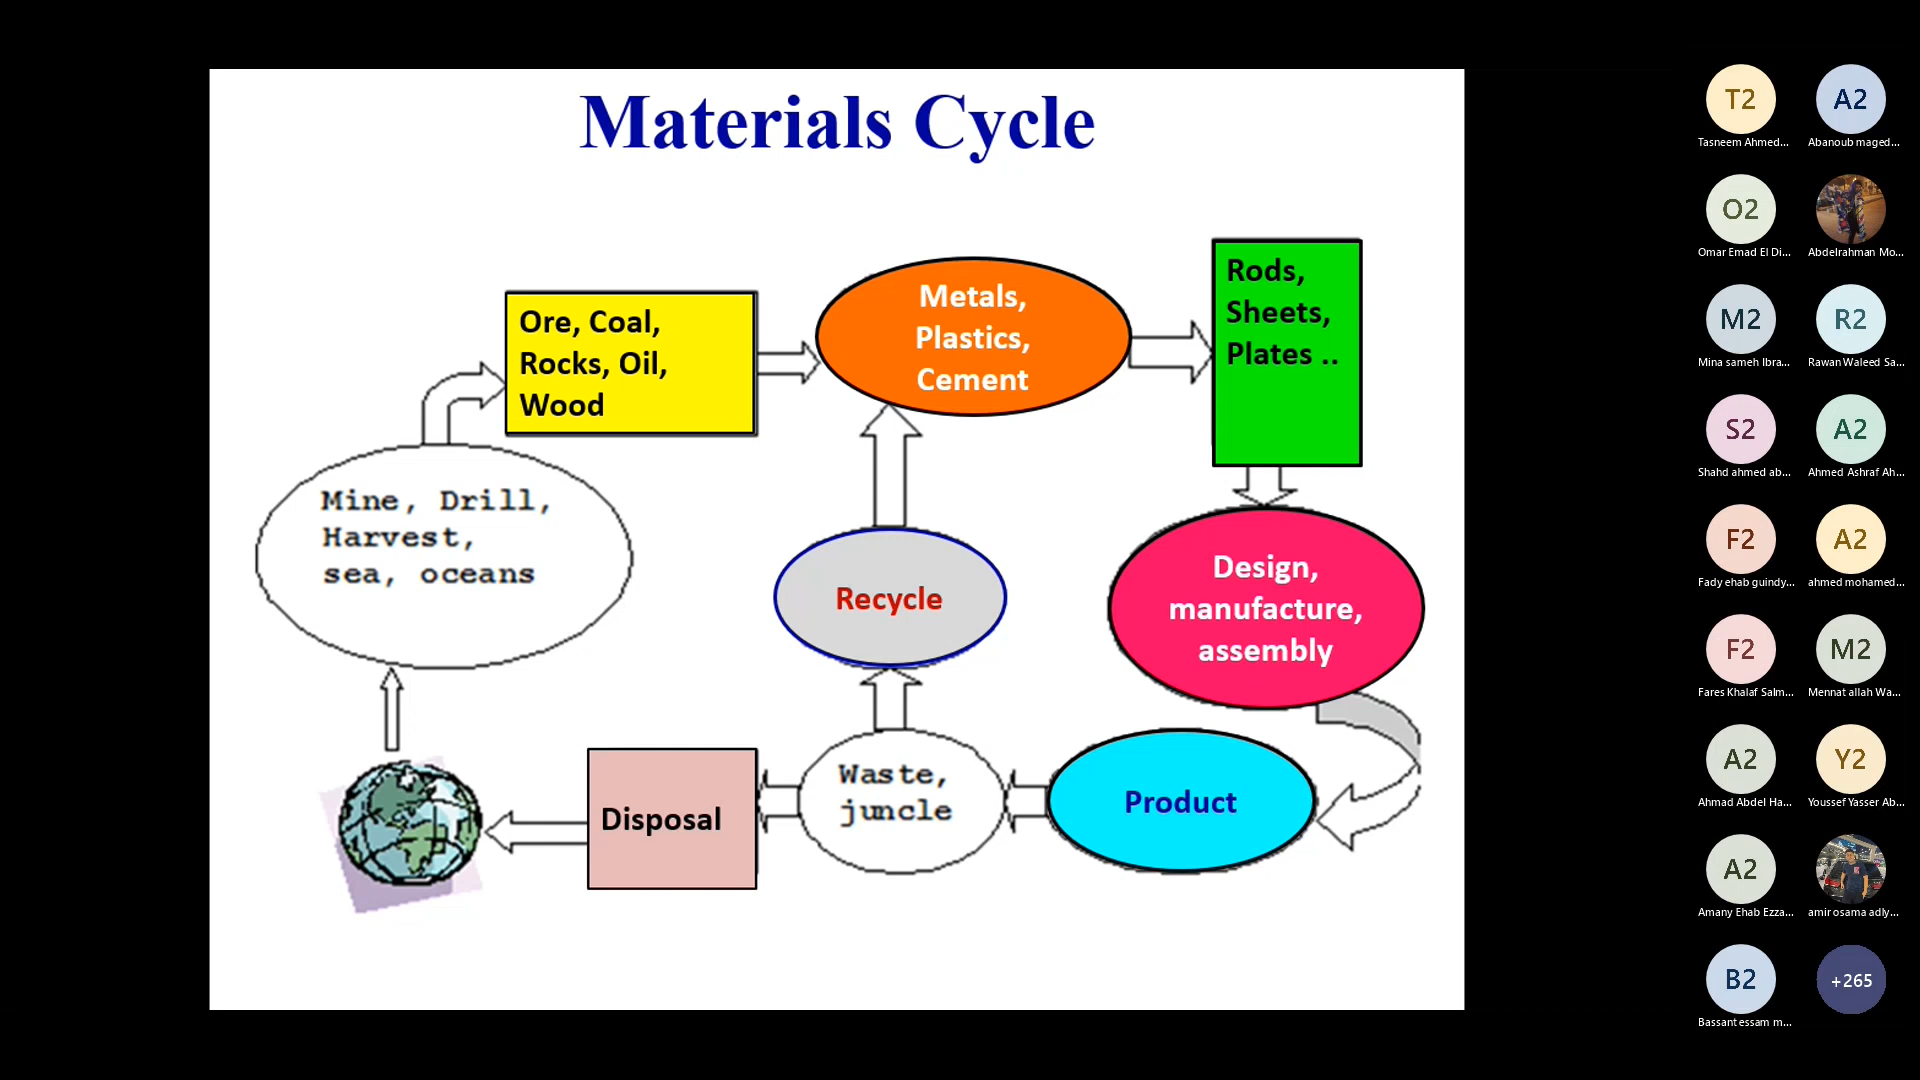 Materials Cycle
Ore, Coal,
Rocks, Oil,
Wood
Metals,
Plastics,
Cement
Rods,
Sheets,
Plates ..
Mine, Drill,
Harvest,
sea, oceans
Recycle
Design,
manufacture,
assembly
Disposal
Waste,
juncle
Product
T2
Tasneem Ahmed...
A2
Abanoub maged...
O2
Omar Emad El Di...
Abdelrahman Mo...
M2
Mina sameh Ibra...
R2
Rawan Waleed Sa...
S2
Shahd ahmed ab...
A2
Ahmed Ashraf Ah...
F2
Fady ehab guindy...
A2
ahmed mohamed...
F2
Fares Khalaf Salm...
M2
Mennat allah Wa...
A2
Ahmad Abdel Ha...
Y2
Youssef Yasser Ab...
A2
Amany Ehab Ezza...
amir osama adly...
B2
Bassant essam m...
+265